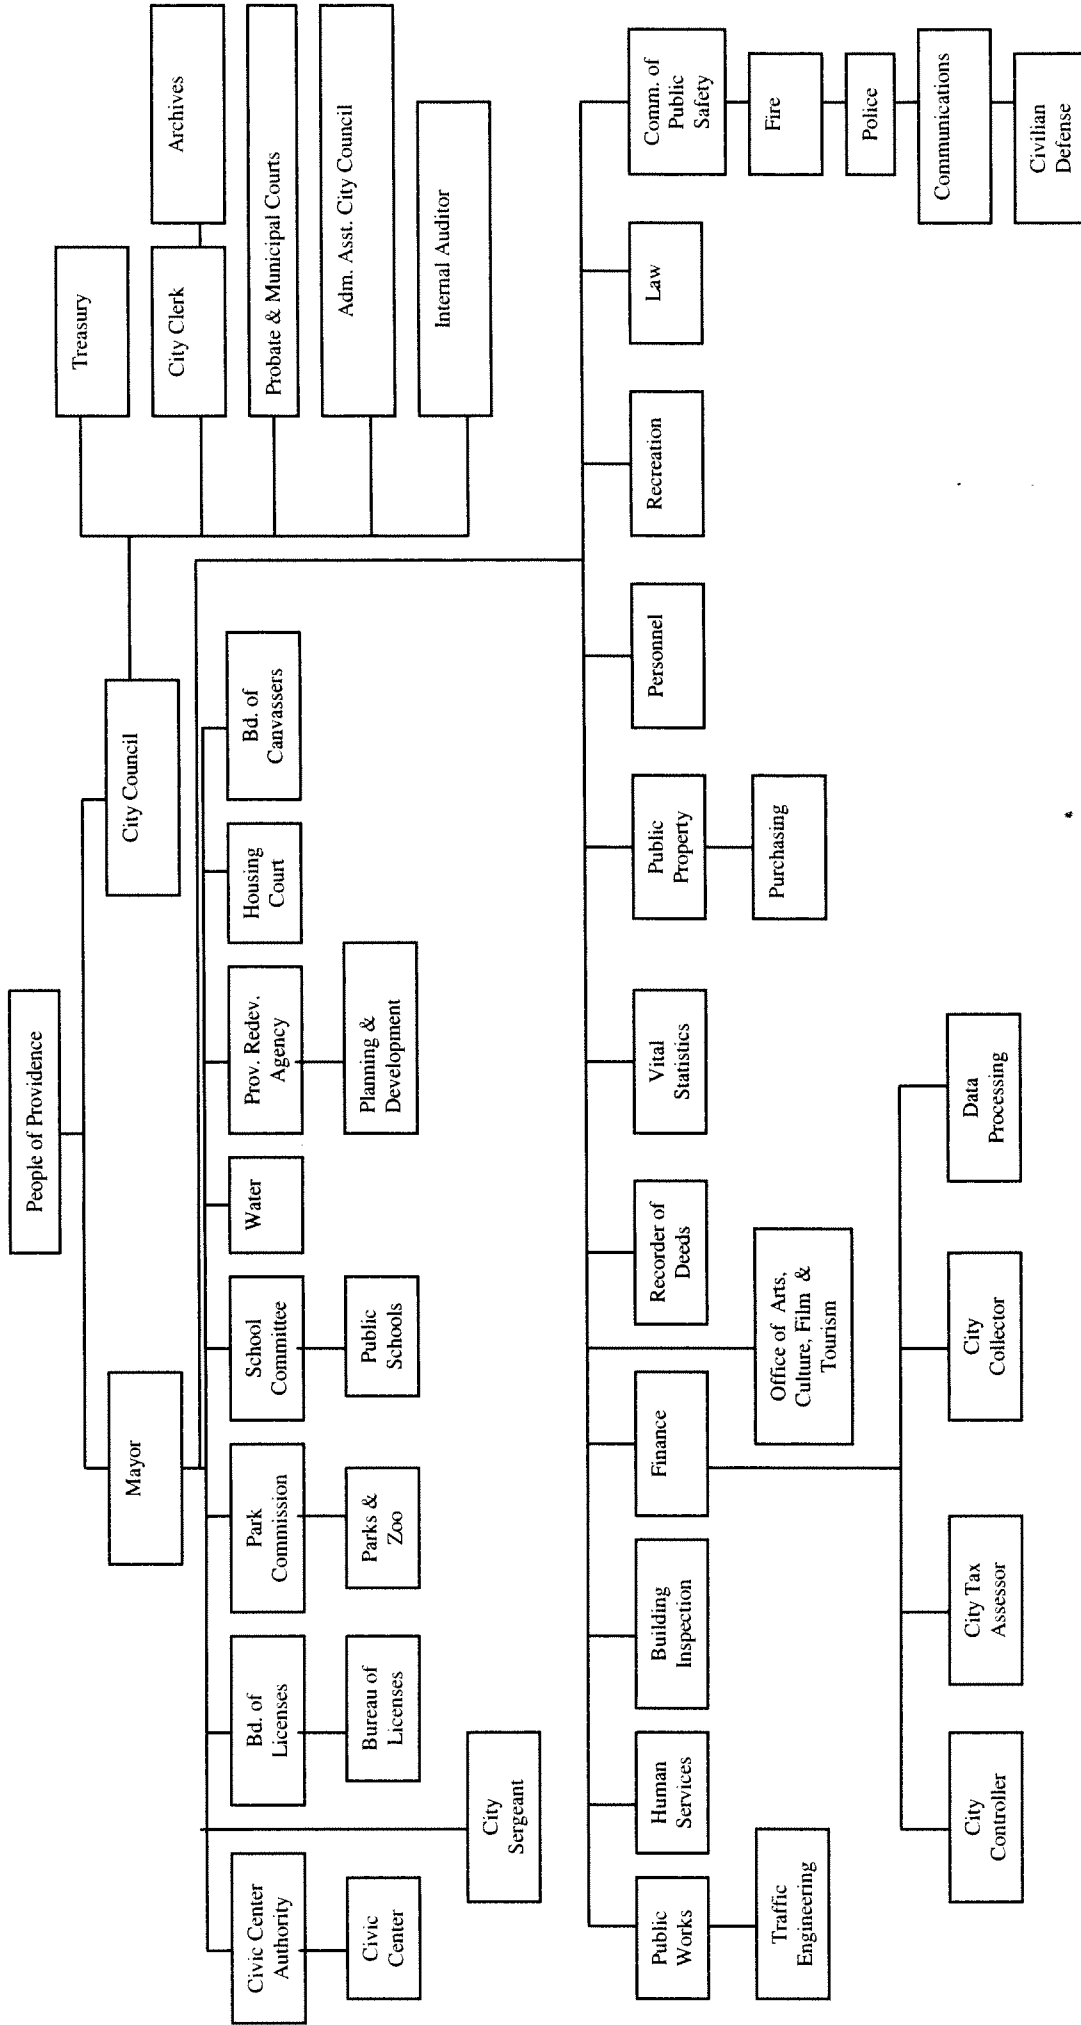 People of Providence
Mayor
City Council
Treasury
City Clerk
Archives
Probate & Municipal Courts
Adm. Asst. City Council
Internal Auditor
Civic Center
Authority
Civic
Center
City
Sergeant
Bd. of
Licenses
Bureau of
Licenses
Park
Commission
Parks &
Zoo
School
Committee
Public
Schools
Water
Prov. Redev.
Agency
Planning &
Development
Housing
Court
Bd. of
Canvassers
Public
Works
Traffic
Engineering
Human
Services
Building
Inspection
Finance
City
Controller
City Tax
Assessor
City
Collector
Data
Processing
Office of Arts,
Culture, Film &
Tourism
Recorder of
Deeds
Vital
Statistics
Public
Property
Purchasing
Personnel
Recreation
Law
Comm. of
Public
Safety
Fire
Police
Communications
Civilian
Defense